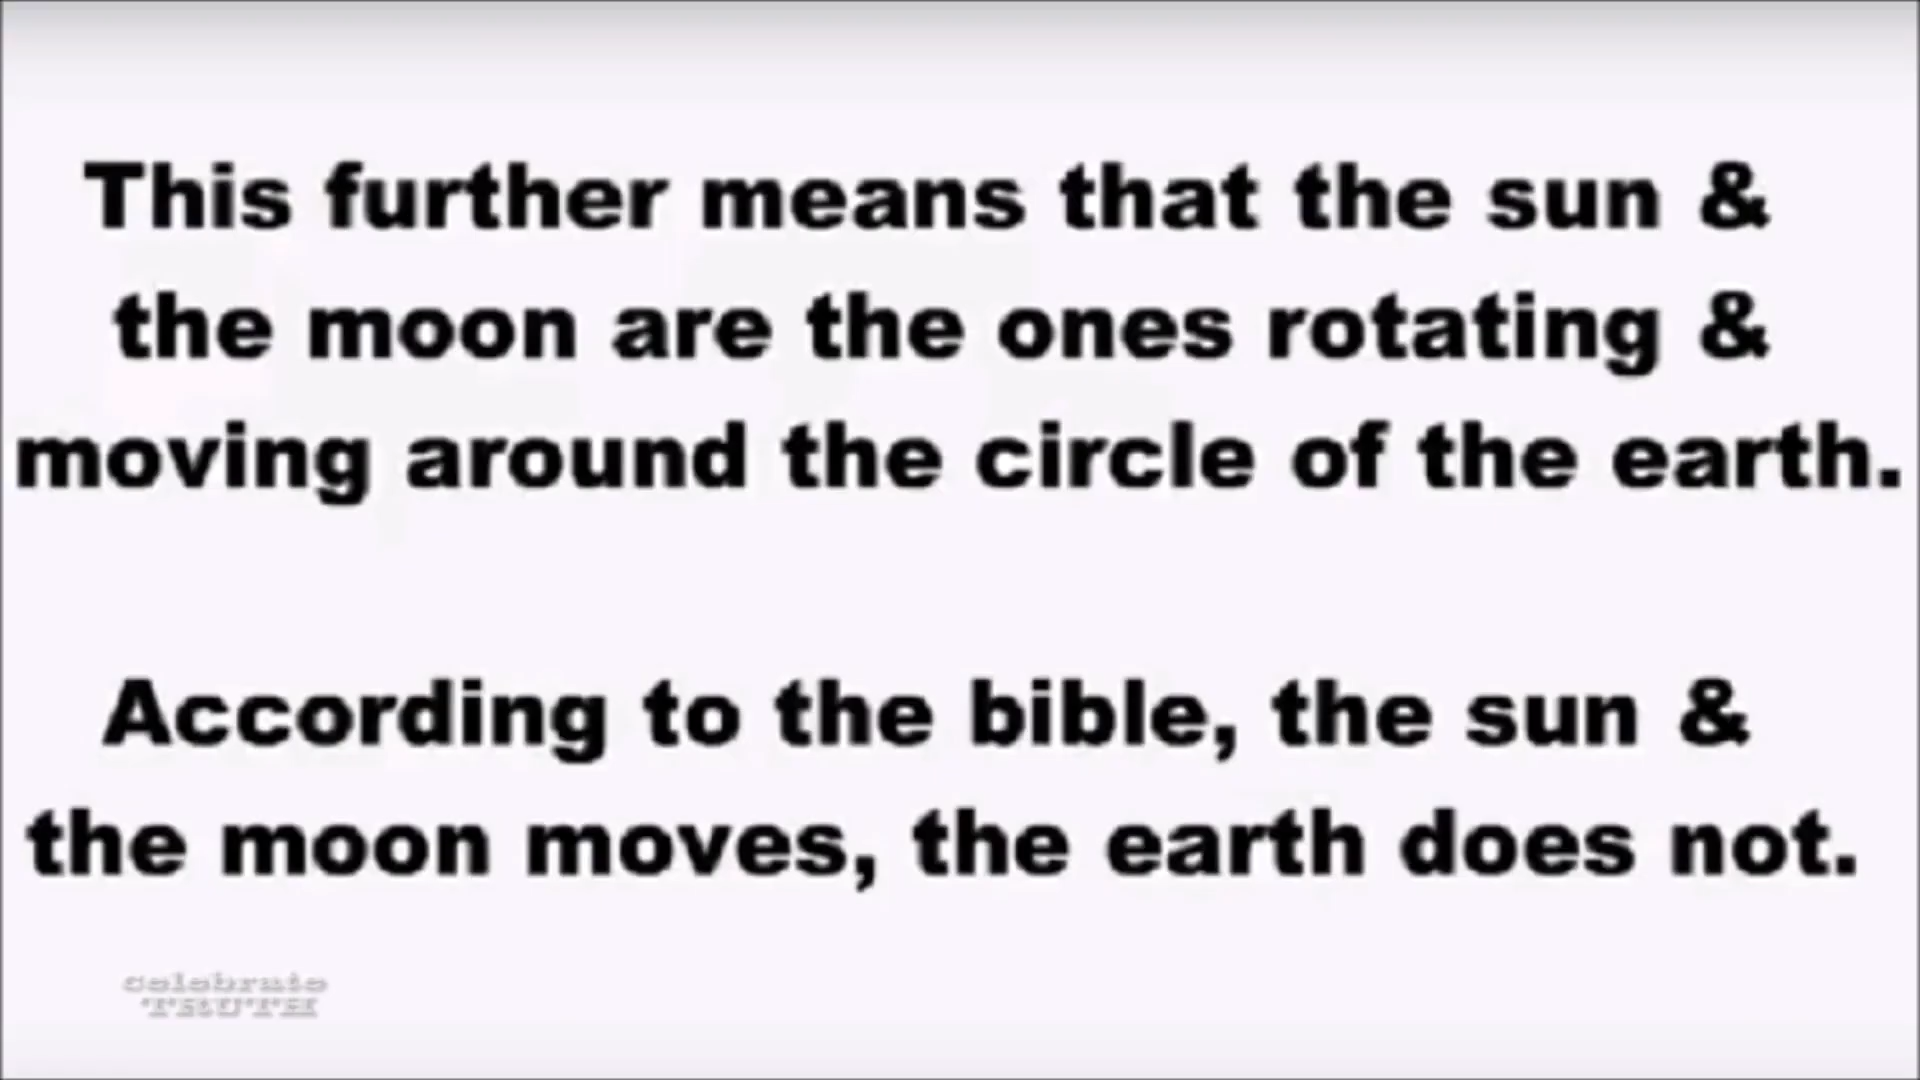 This further means that the sun &
the moon are the ones rotating &
moving around the circle of the earth.
According to the bible, the sun &
the moon moves, the earth does not.
celebrate
TRUTH